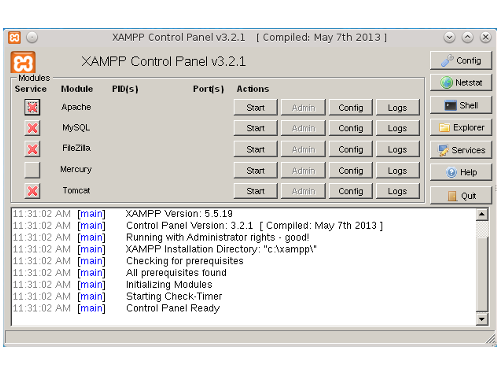 XAMPP Control Panel v3.2.1 [ Compiled: May 7th 2013 ]
XAMPP Control Panel v3.2.1
Config
Modules
Service Module PID(s) Port(s) Actions
Netstat
Apache Start Admin Config Logs
Shell
MySQL Start Admin Config Logs
Explorer
FileZilla Start Admin Config Logs
Services
Mercury Start Admin Config Logs
Help
Tomcat Start Admin Config Logs
Quit
11:31:02 AM [main] XAMPP Version: 5.5.19
11:31:02 AM [main] Control Panel Version: 3.2.1 [ Compiled: May 7th 2013 ]
11:31:02 AM [main] Running with Administrator rights - good!
11:31:02 AM [main] XAMPP Installation Directory: "c:\xampp\"
11:31:02 AM [main] Checking for prerequisites
11:31:02 AM [main] All prerequisites found
11:31:02 AM [main] Initializing Modules
11:31:02 AM [main] Starting Check-Timer
11:31:02 AM [main] Control Panel Ready